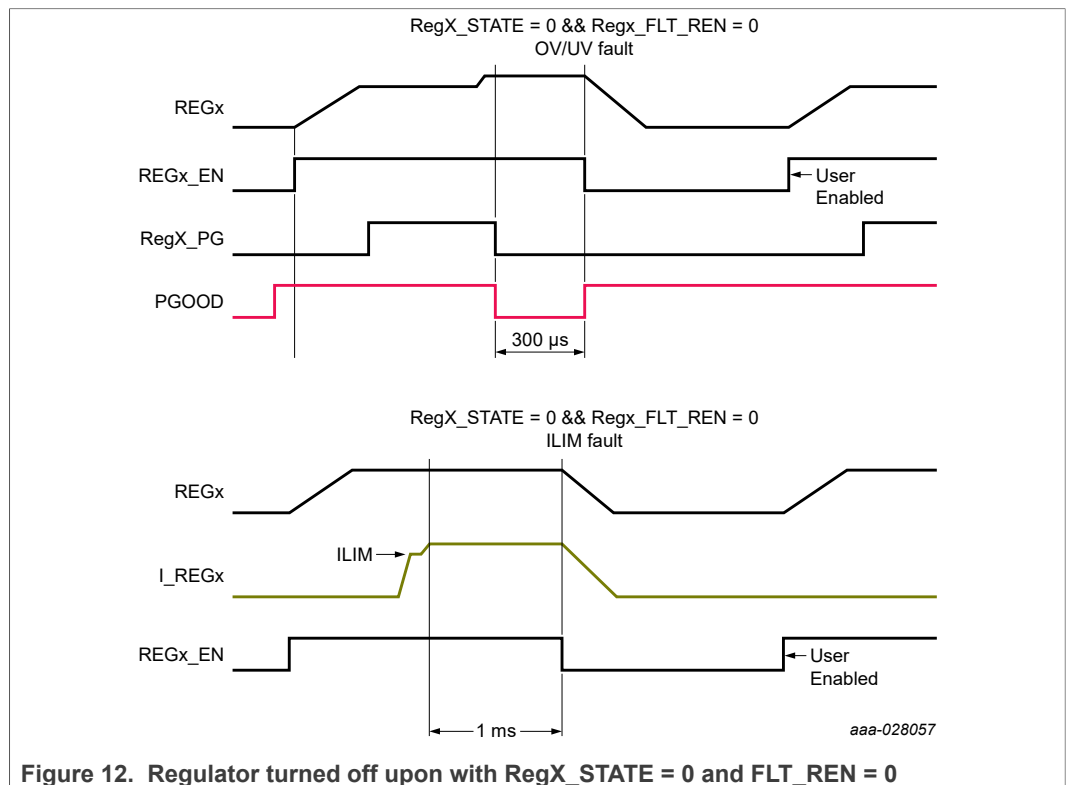 RegX_STATE = 0 && Regx_FLT_REN = 0
OV/UV fault
REGx
REGx_EN
User
Enabled
RegX_PG
PGOOD
300 µs
RegX_STATE = 0 && Regx_FLT_REN = 0
ILIM fault
REGx
ILIM
I_REGx
REGx_EN
User
Enabled
1 ms
aaa-028057
Figure 12. Regulator turned off upon with RegX_STATE = 0 and FLT_REN = 0